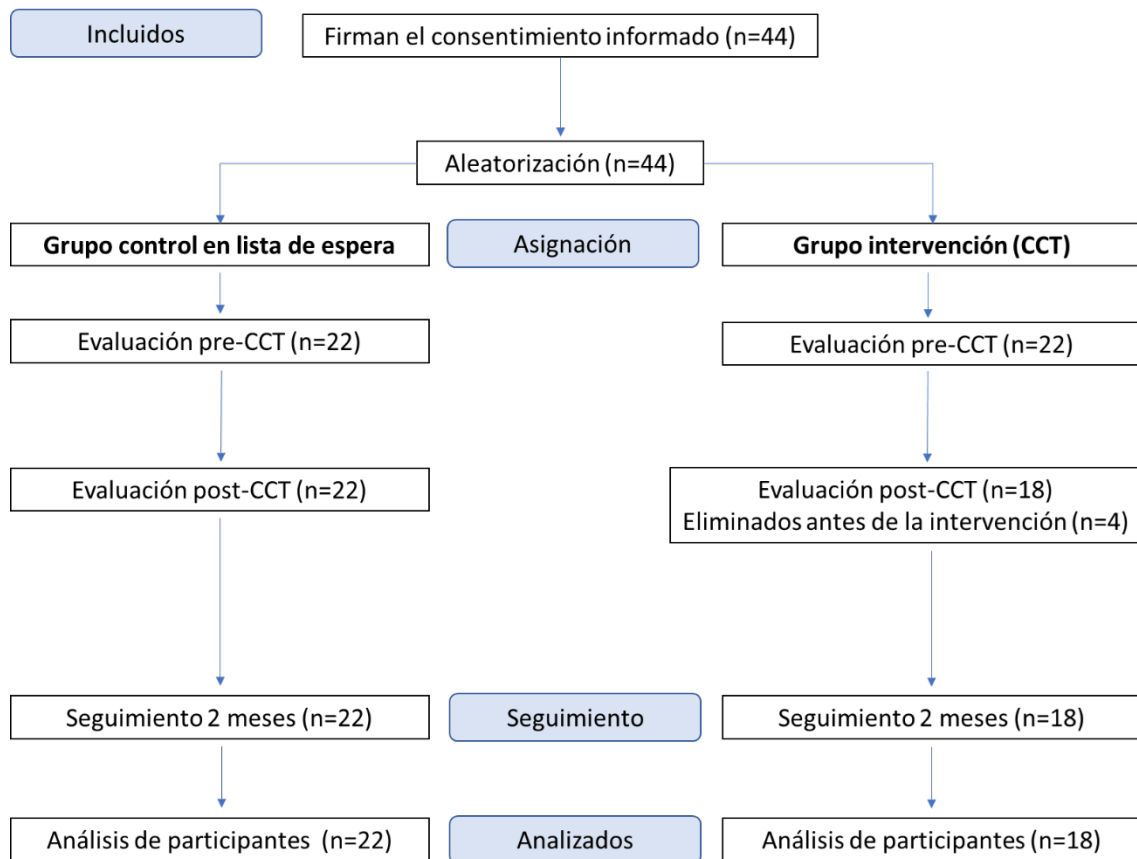 Incluidos
Firman el consentimiento informado (n=44)
Aleatorización (n=44)
Grupo control en lista de espera
Asignación
Grupo intervención (CCT)
Evaluación pre-CCT (n=22)
Evaluación pre-CCT (n=22)
Evaluación post-CCT (n=22)
Evaluación post-CCT (n=18)
Eliminados antes de la intervención (n=4)
Seguimiento 2 meses (n=22)
Seguimiento
Seguimiento 2 meses (n=18)
Análisis de participantes (n=22)
Analizados
Análisis de participantes (n=18)